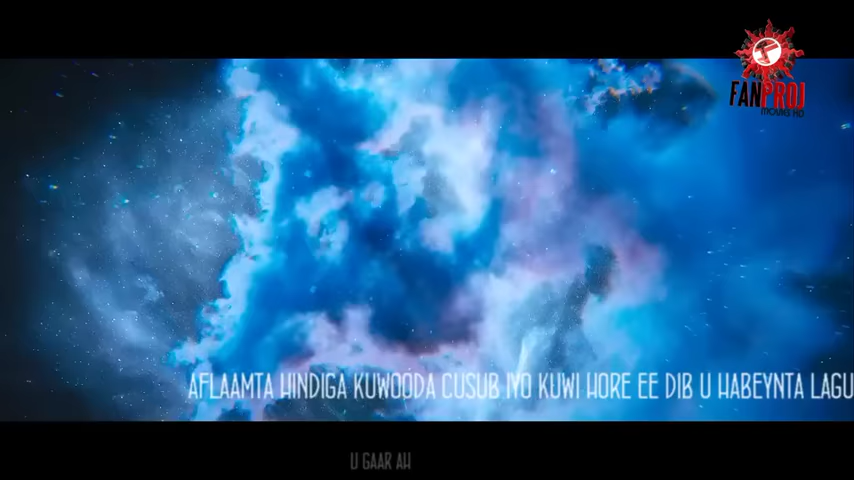 FANPROJ
MOVIES HD
AFLAAMTA HINDIGA KUWOODA CUSUB IYO KUWI HORE EE DIB U HABEYNTA LAGU
U GAAR AH